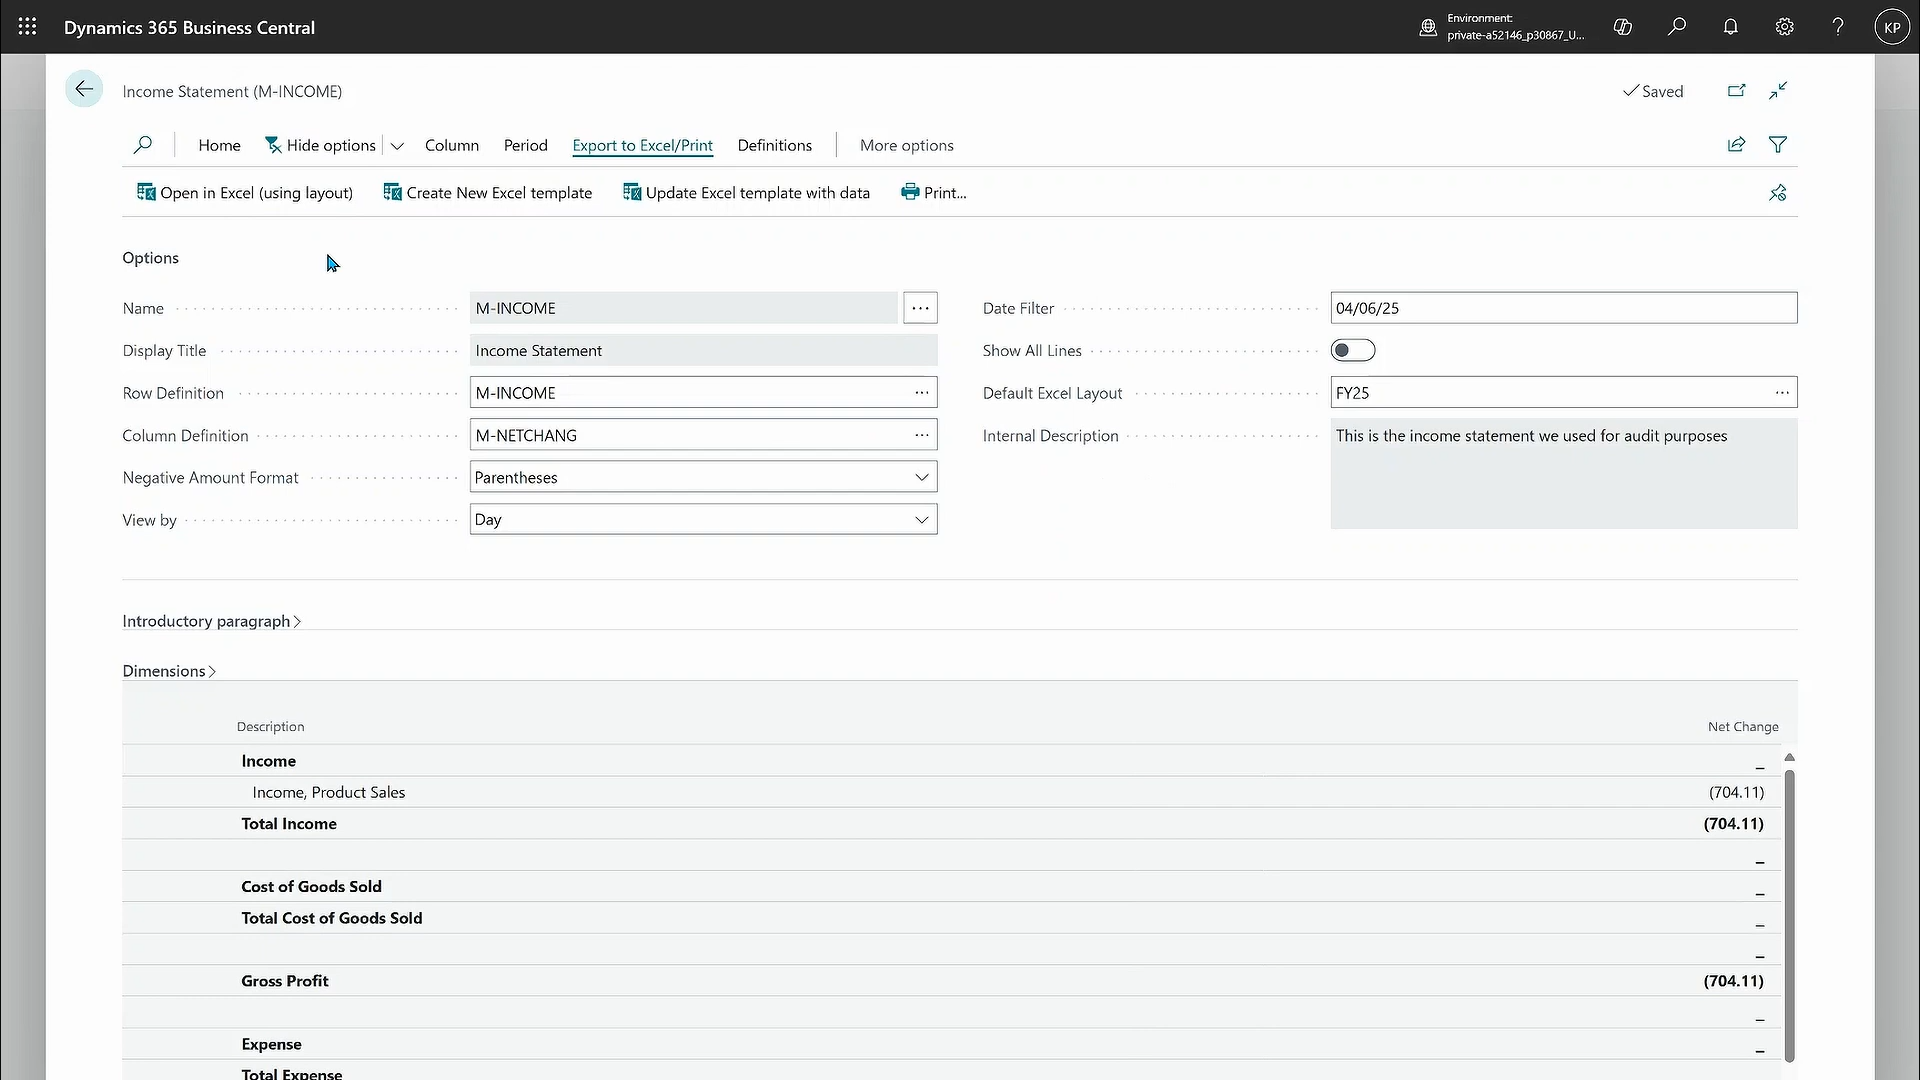 Dynamics 365 Business Central
Environment:
private-a52146_p30867_U...
KP
Income Statement (M-INCOME)
Saved
Home Hide options Column Period Export to Excel/Print Definitions More options
Open in Excel (using layout) Create New Excel template Update Excel template with data Print...
Options
Name M-INCOME ...
Date Filter 04/06/25
Display Title Income Statement
Show All Lines
Row Definition M-INCOME ...
Default Excel Layout FY25 ...
Column Definition M-NETCHANG ...
Internal Description This is the income statement we used for audit purposes
Negative Amount Format Parentheses
View by Day
Introductory paragraph
Dimensions
Description Net Change
Income _
Income, Product Sales (704.11)
Total Income (704.11)
_
Cost of Goods Sold _
Total Cost of Goods Sold _
_
Gross Profit (704.11)
_
Expense _
Total Expense